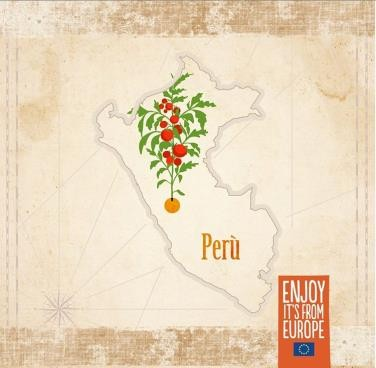 Perù
ENJOY
IT'S FROM
EUROPE